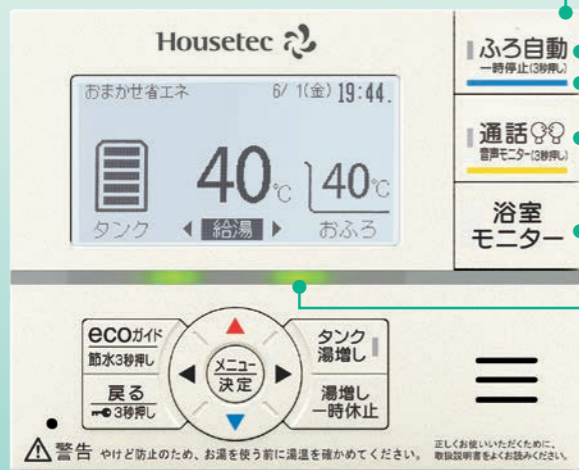 Housetec
おまかせ省エネ 6/ 1(金) 19:44.
40℃ 40℃
タンク 給湯 おふろ
ふろ自動
一時停止(3秒押し)
通話
音声モニター(3秒押し)
浴室
モニター
ecoガイド
節水3秒押し
戻る
3秒押し
メニュー
決定
タンク
湯増し
湯増し
一時休止
警告 やけど防止のため、お湯を使う前に湯温を確かめてください。
正しくお使いいただくために、
取扱説明書をよくお読みください。